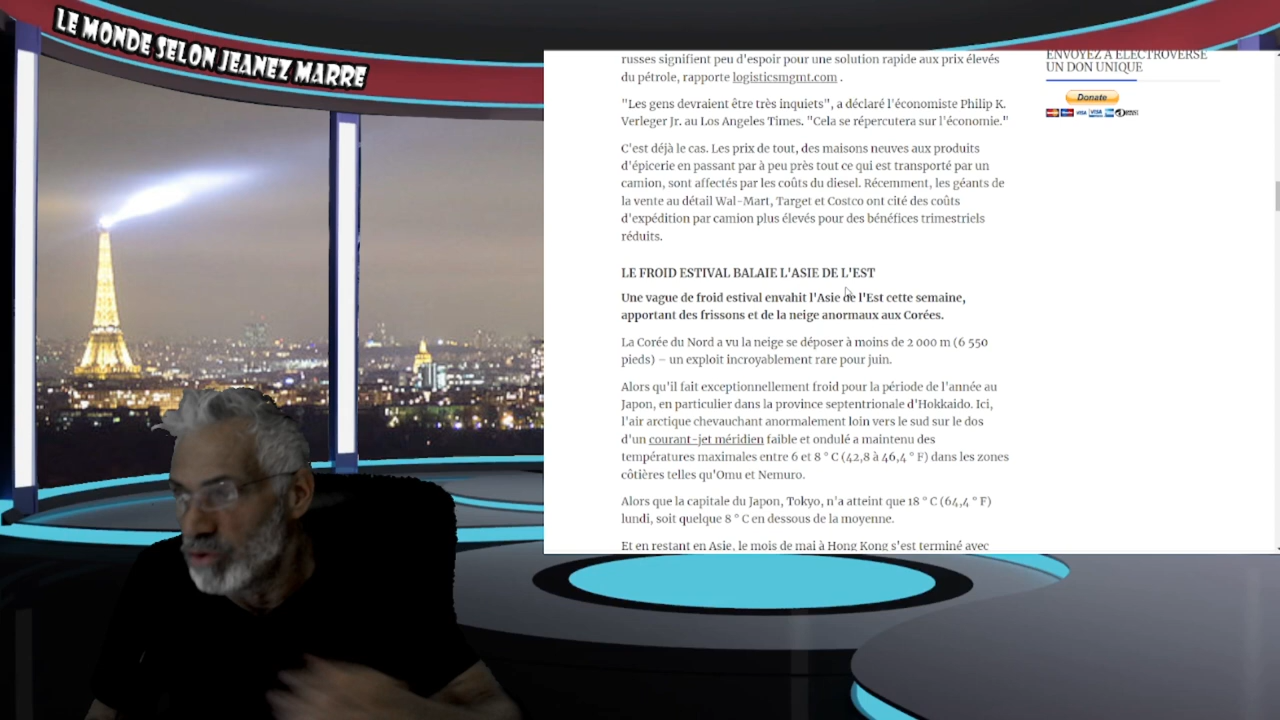 LE MONDE SELON JEANEZ MARRE
russes signifient peu d'espoir pour une solution rapide aux prix élevés
du pétrole, rapporte logisticsmgmt.com .
"Les gens devraient être très inquiets", a déclaré l'économiste Philip K.
Verleger Jr. au Los Angeles Times. "Cela se répercutera sur l'économie."
C'est déjà le cas. Les prix de tout, des maisons neuves aux produits
d'épicerie en passant par à peu près tout ce qui est transporté par un
camion, sont affectés par les coûts du diesel. Récemment, les géants de
la vente au détail Wal-Mart, Target et Costco ont cité des coûts
d'expédition par camion plus élevés pour des bénéfices trimestriels
réduits.
LE FROID ESTIVAL BALAIE L'ASIE DE L'EST
Une vague de froid estival envahit l'Asie de l'Est cette semaine,
apportant des frissons et de la neige anormaux aux Corées.
La Corée du Nord a vu la neige se déposer à moins de 2 000 m (6 550
pieds) – un exploit incroyablement rare pour juin.
Alors qu'il fait exceptionnellement froid pour la période de l'année au
Japon, en particulier dans la province septentrionale d'Hokkaido. Ici,
l'air arctique chevauchant anormalement loin vers le sud sur le dos
d'un courant-jet méridien faible et ondulé a maintenu des
températures maximales entre 6 et 8 ° C (42,8 à 46,4 ° F) dans les zones
côtières telles qu'Omu et Nemuro.
Alors que la capitale du Japon, Tokyo, n'a atteint que 18 ° C (64,4 ° F)
lundi, soit quelque 8 ° C en dessous de la moyenne.
Et en restant en Asie, le mois de mai à Hong Kong s'est terminé avec
ENVOYEZ À ELECTROVERSE
UN DON UNIQUE
Donate